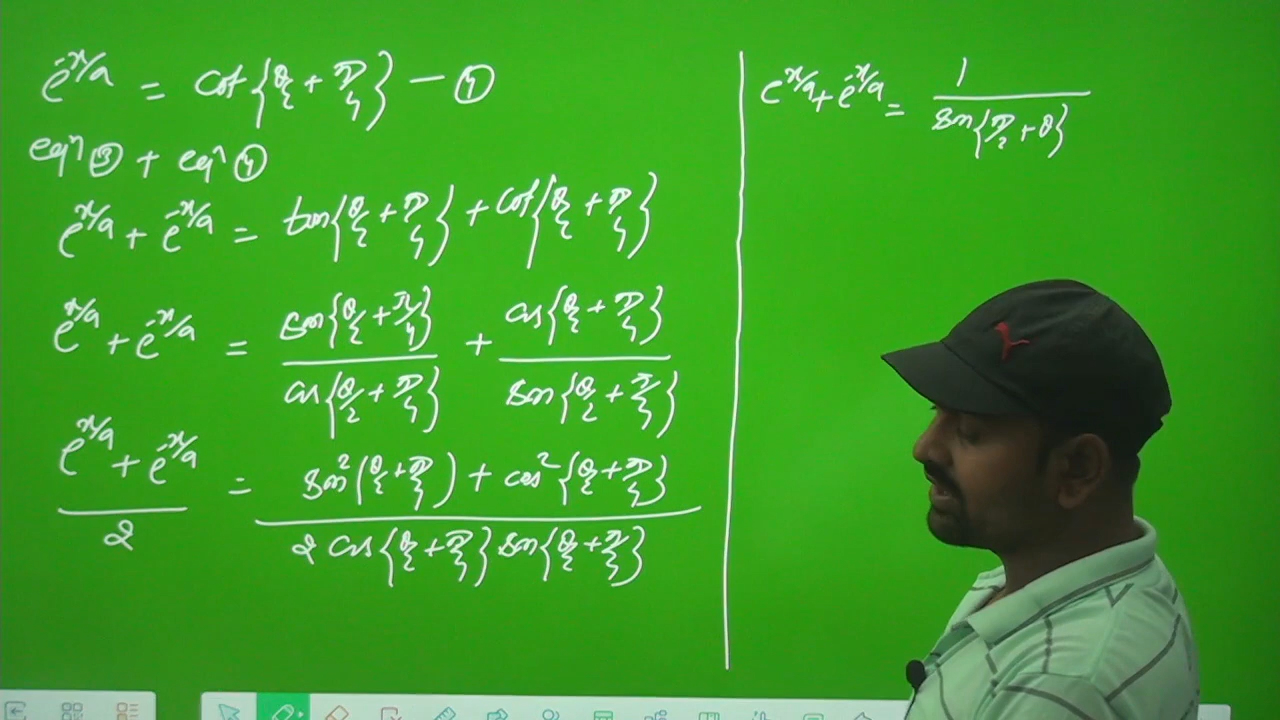 e^{-x/a} = cot{θ/2 + π/4} — ④
eqⁿ ③ + eqⁿ ④
e^{x/a} + e^{-x/a} = tan{θ/2 + π/4} + cot{θ/2 + π/4}
e^{x/a} + e^{-x/a} = sin{θ/2 + π/4} / cos{θ/2 + π/4} + cos{θ/2 + π/4} / sin{θ/2 + π/4}
(e^{x/a} + e^{-x/a}) / 2 = (sin²(θ/2 + π/4) + cos²{θ/2 + π/4}) / (2 cos{θ/2 + π/4} sin{θ/2 + π/4})
e^{x/a} + e^{-x/a} = 1 / sin{π/2 + θ}